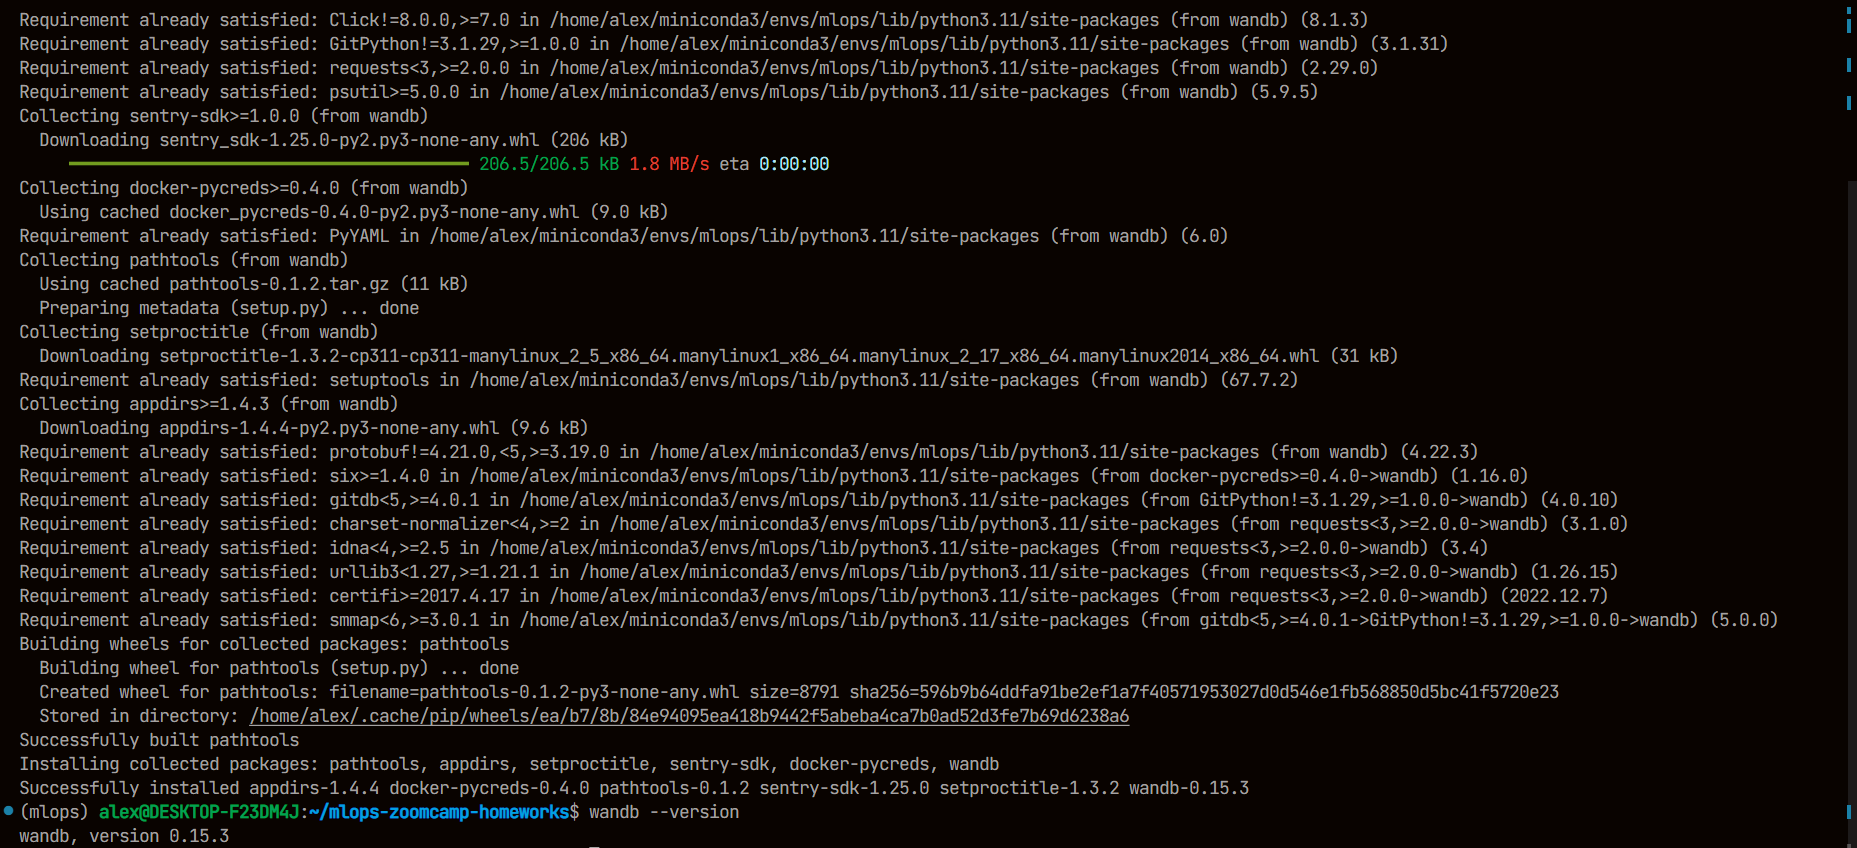 Requirement already satisfied: Click!=8.0.0,>=7.0 in /home/alex/miniconda3/envs/mlops/lib/python3.11/site-packages (from wandb) (8.1.3)
Requirement already satisfied: GitPython!=3.1.29,>=1.0.0 in /home/alex/miniconda3/envs/mlops/lib/python3.11/site-packages (from wandb) (3.1.31)
Requirement already satisfied: requests<3,>=2.0.0 in /home/alex/miniconda3/envs/mlops/lib/python3.11/site-packages (from wandb) (2.29.0)
Requirement already satisfied: psutil>=5.0.0 in /home/alex/miniconda3/envs/mlops/lib/python3.11/site-packages (from wandb) (5.9.5)
Collecting sentry-sdk>=1.0.0 (from wandb)
  Downloading sentry_sdk-1.25.0-py2.py3-none-any.whl (206 kB)
206.5/206.5 kB 1.8 MB/s eta 0:00:00
Collecting docker-pycreds>=0.4.0 (from wandb)
  Using cached docker_pycreds-0.4.0-py2.py3-none-any.whl (9.0 kB)
Requirement already satisfied: PyYAML in /home/alex/miniconda3/envs/mlops/lib/python3.11/site-packages (from wandb) (6.0)
Collecting pathtools (from wandb)
  Using cached pathtools-0.1.2.tar.gz (11 kB)
  Preparing metadata (setup.py) ... done
Collecting setproctitle (from wandb)
  Downloading setproctitle-1.3.2-cp311-cp311-manylinux_2_5_x86_64.manylinux1_x86_64.manylinux_2_17_x86_64.manylinux2014_x86_64.whl (31 kB)
Requirement already satisfied: setuptools in /home/alex/miniconda3/envs/mlops/lib/python3.11/site-packages (from wandb) (67.7.2)
Collecting appdirs>=1.4.3 (from wandb)
  Downloading appdirs-1.4.4-py2.py3-none-any.whl (9.6 kB)
Requirement already satisfied: protobuf!=4.21.0,<5,>=3.19.0 in /home/alex/miniconda3/envs/mlops/lib/python3.11/site-packages (from wandb) (4.22.3)
Requirement already satisfied: six>=1.4.0 in /home/alex/miniconda3/envs/mlops/lib/python3.11/site-packages (from docker-pycreds>=0.4.0->wandb) (1.16.0)
Requirement already satisfied: gitdb<5,>=4.0.1 in /home/alex/miniconda3/envs/mlops/lib/python3.11/site-packages (from GitPython!=3.1.29,>=1.0.0->wandb) (4.0.10)
Requirement already satisfied: charset-normalizer<4,>=2 in /home/alex/miniconda3/envs/mlops/lib/python3.11/site-packages (from requests<3,>=2.0.0->wandb) (3.1.0)
Requirement already satisfied: idna<4,>=2.5 in /home/alex/miniconda3/envs/mlops/lib/python3.11/site-packages (from requests<3,>=2.0.0->wandb) (3.4)
Requirement already satisfied: urllib3<1.27,>=1.21.1 in /home/alex/miniconda3/envs/mlops/lib/python3.11/site-packages (from requests<3,>=2.0.0->wandb) (1.26.15)
Requirement already satisfied: certifi>=2017.4.17 in /home/alex/miniconda3/envs/mlops/lib/python3.11/site-packages (from requests<3,>=2.0.0->wandb) (2022.12.7)
Requirement already satisfied: smmap<6,>=3.0.1 in /home/alex/miniconda3/envs/mlops/lib/python3.11/site-packages (from gitdb<5,>=4.0.1->GitPython!=3.1.29,>=1.0.0->wandb) (5.0.0)
Building wheels for collected packages: pathtools
  Building wheel for pathtools (setup.py) ... done
  Created wheel for pathtools: filename=pathtools-0.1.2-py3-none-any.whl size=8791 sha256=596b9b64ddfa91be2ef1a7f40571953027d0d546e1fb568850d5bc41f5720e23
  Stored in directory: /home/alex/.cache/pip/wheels/ea/b7/8b/84e94095ea418b9442f5abeba4ca7b0ad52d3fe7b69d6238a6
Successfully built pathtools
Installing collected packages: pathtools, appdirs, setproctitle, sentry-sdk, docker-pycreds, wandb
Successfully installed appdirs-1.4.4 docker-pycreds-0.4.0 pathtools-0.1.2 sentry-sdk-1.25.0 setproctitle-1.3.2 wandb-0.15.3
(mlops) alex@DESKTOP-F23DM4J:~/mlops-zoomcamp-homeworks$ wandb --version
wandb, version 0.15.3